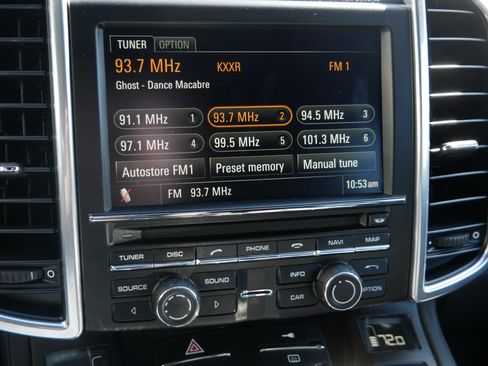 TUNER OPTION
93.7 MHz KXXR FM 1
Ghost - Dance Macabre
91.1 MHz 1 93.7 MHz 2 94.5 MHz 3
97.1 MHz 4 99.5 MHz 5 101.3 MHz 6
Autostore FM1 Preset memory Manual tune
FM 93.7 MHz 10:53am
TUNER DISC PHONE NAVI MAP
SOURCE SOUND INFO
CAR OPTION
72.0